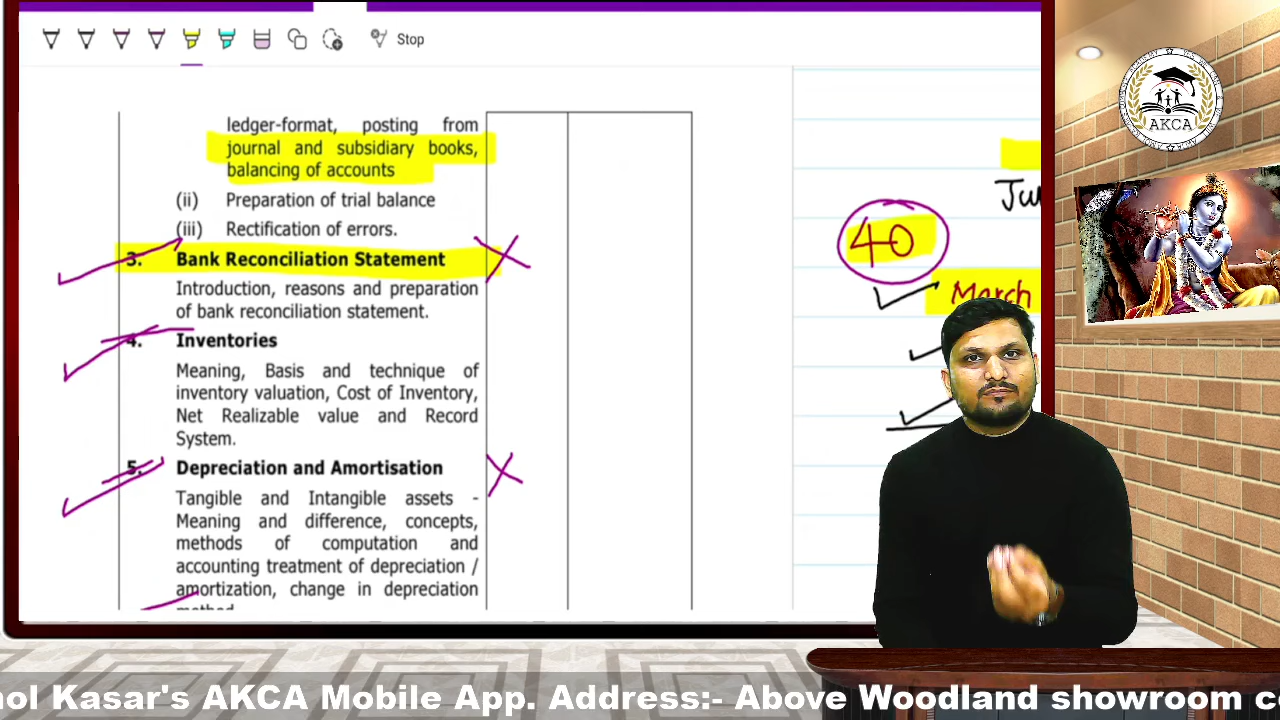 Stop
ledger-format, posting from
journal and subsidiary books,
balancing of accounts
(ii) Preparation of trial balance
(iii) Rectification of errors.
3. Bank Reconciliation Statement
Introduction, reasons and preparation
of bank reconciliation statement.
4. Inventories
Meaning, Basis and technique of
inventory valuation, Cost of Inventory,
Net Realizable value and Record
System.
5. Depreciation and Amortisation
Tangible and Intangible assets -
Meaning and difference, concepts,
methods of computation and
accounting treatment of depreciation /
amortization, change in depreciation
40
March
AKCA
nol Kasar's AKCA Mobile App. Address:- Above Woodland showroom c